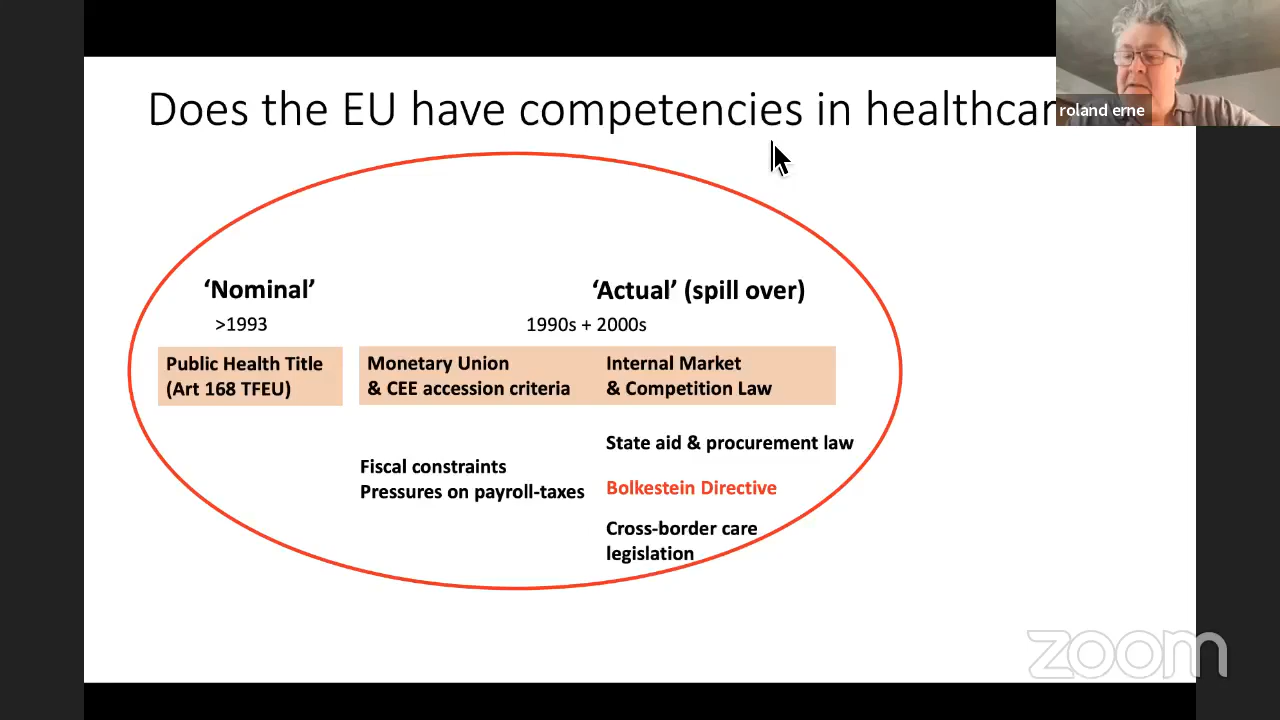 Does the EU have competencies in healthcar
roland erne
‘Nominal’
>1993
Public Health Title
(Art 168 TFEU)
‘Actual’ (spill over)
1990s + 2000s
Monetary Union
& CEE accession criteria
Internal Market
& Competition Law
Fiscal constraints
Pressures on payroll-taxes
State aid & procurement law
Bolkestein Directive
Cross-border care
legislation
zoom